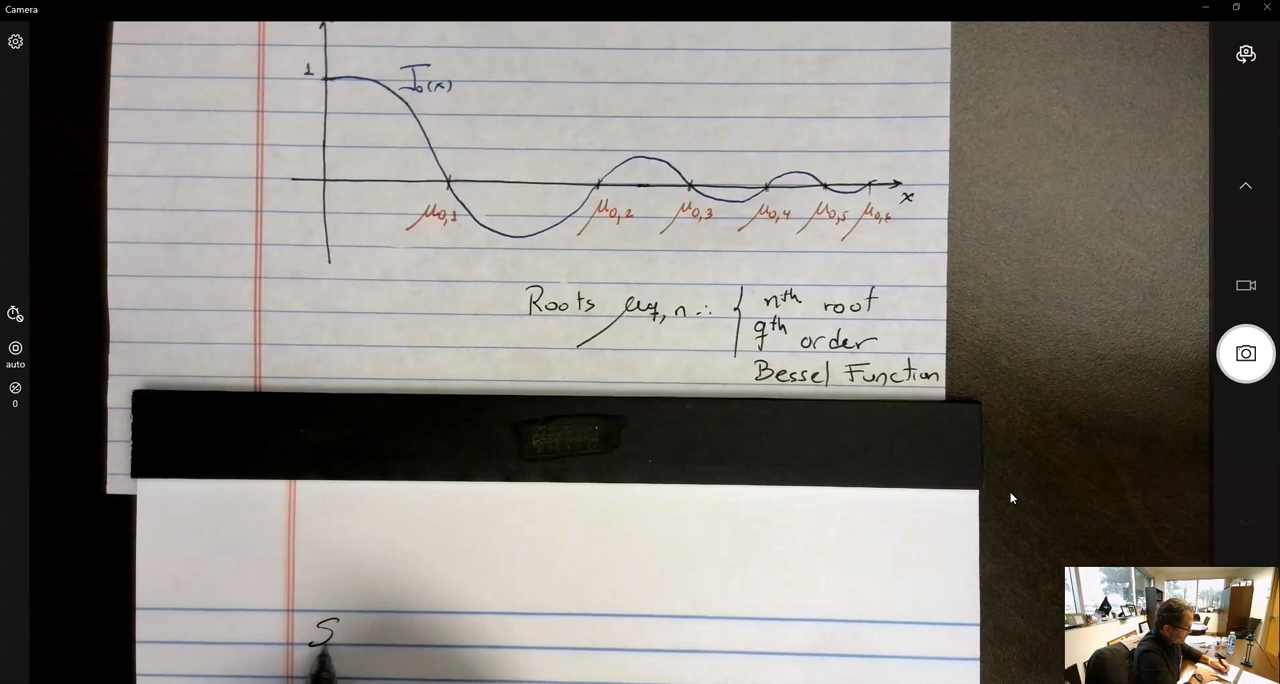 Camera
1
J₀(x)
x
μ0,1 μ0,2 μ0,3 μ0,4 μ0,5 μ0,6
Roots μq,n ∴ { nth root
qth order
Bessel Function
auto
0
S